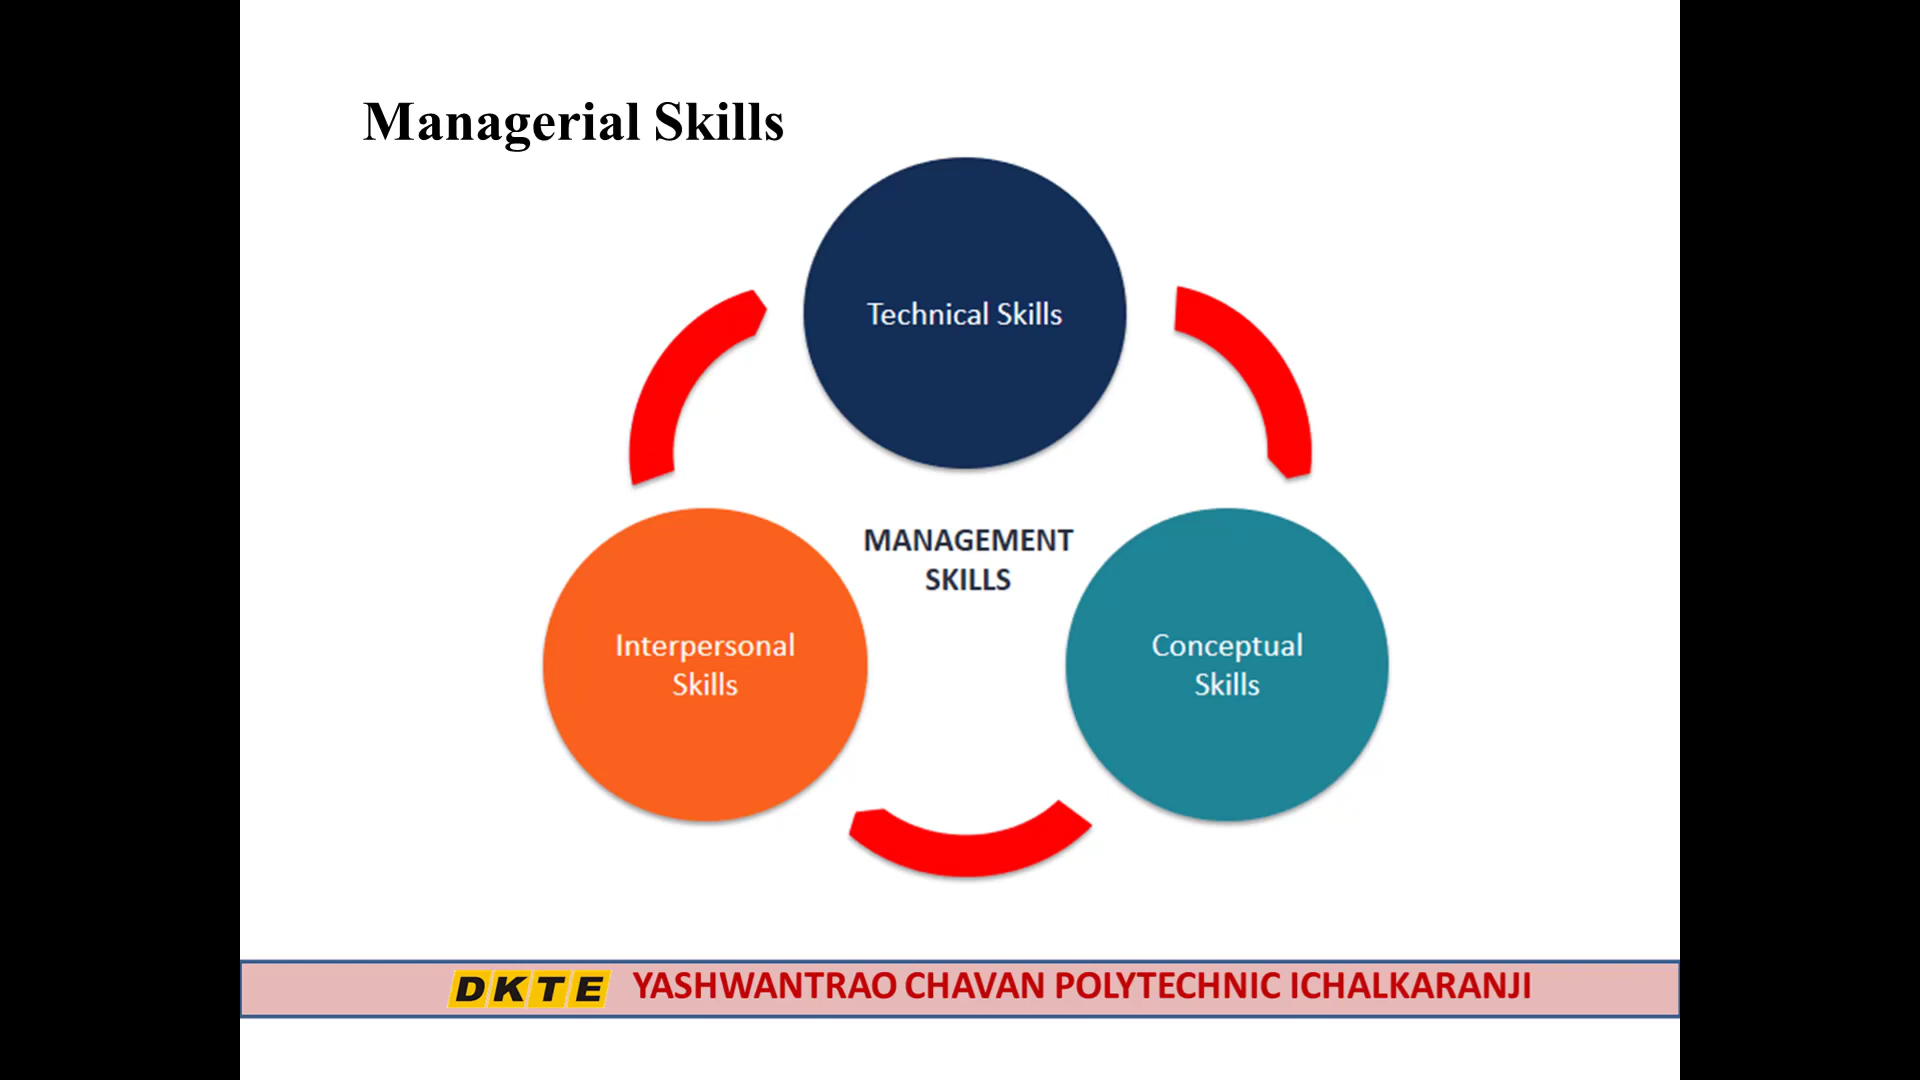 Managerial Skills
Technical Skills
MANAGEMENT
SKILLS
Interpersonal
Skills
Conceptual
Skills
DKTE YASHWANTRAO CHAVAN POLYTECHNIC ICHALKARANJI